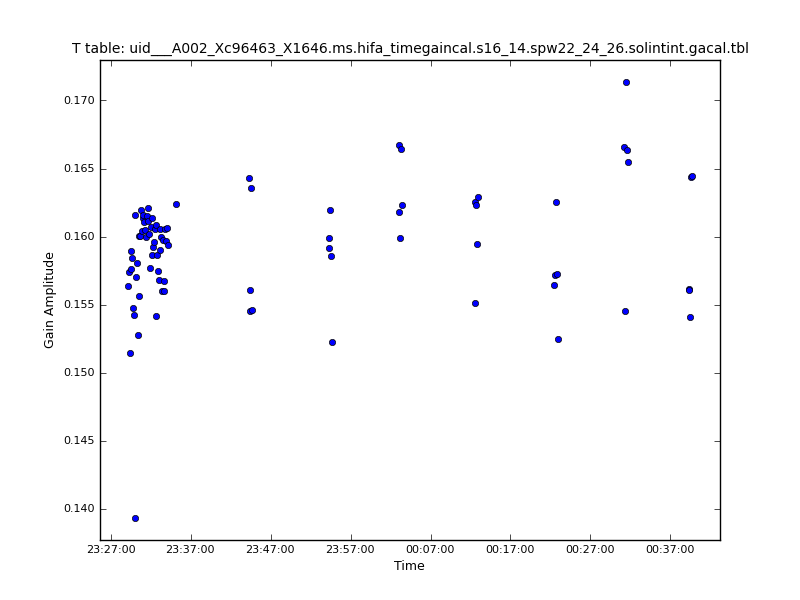 T table: uid___A002_Xc96463_X1646.ms.hifa_timegaincal.s16_14.spw22_24_26.solintint.gacal.tbl
Gain Amplitude
0.170
0.165
0.160
0.155
0.150
0.145
0.140
23:27:00 23:37:00 23:47:00 23:57:00 00:07:00 00:17:00 00:27:00 00:37:00
Time